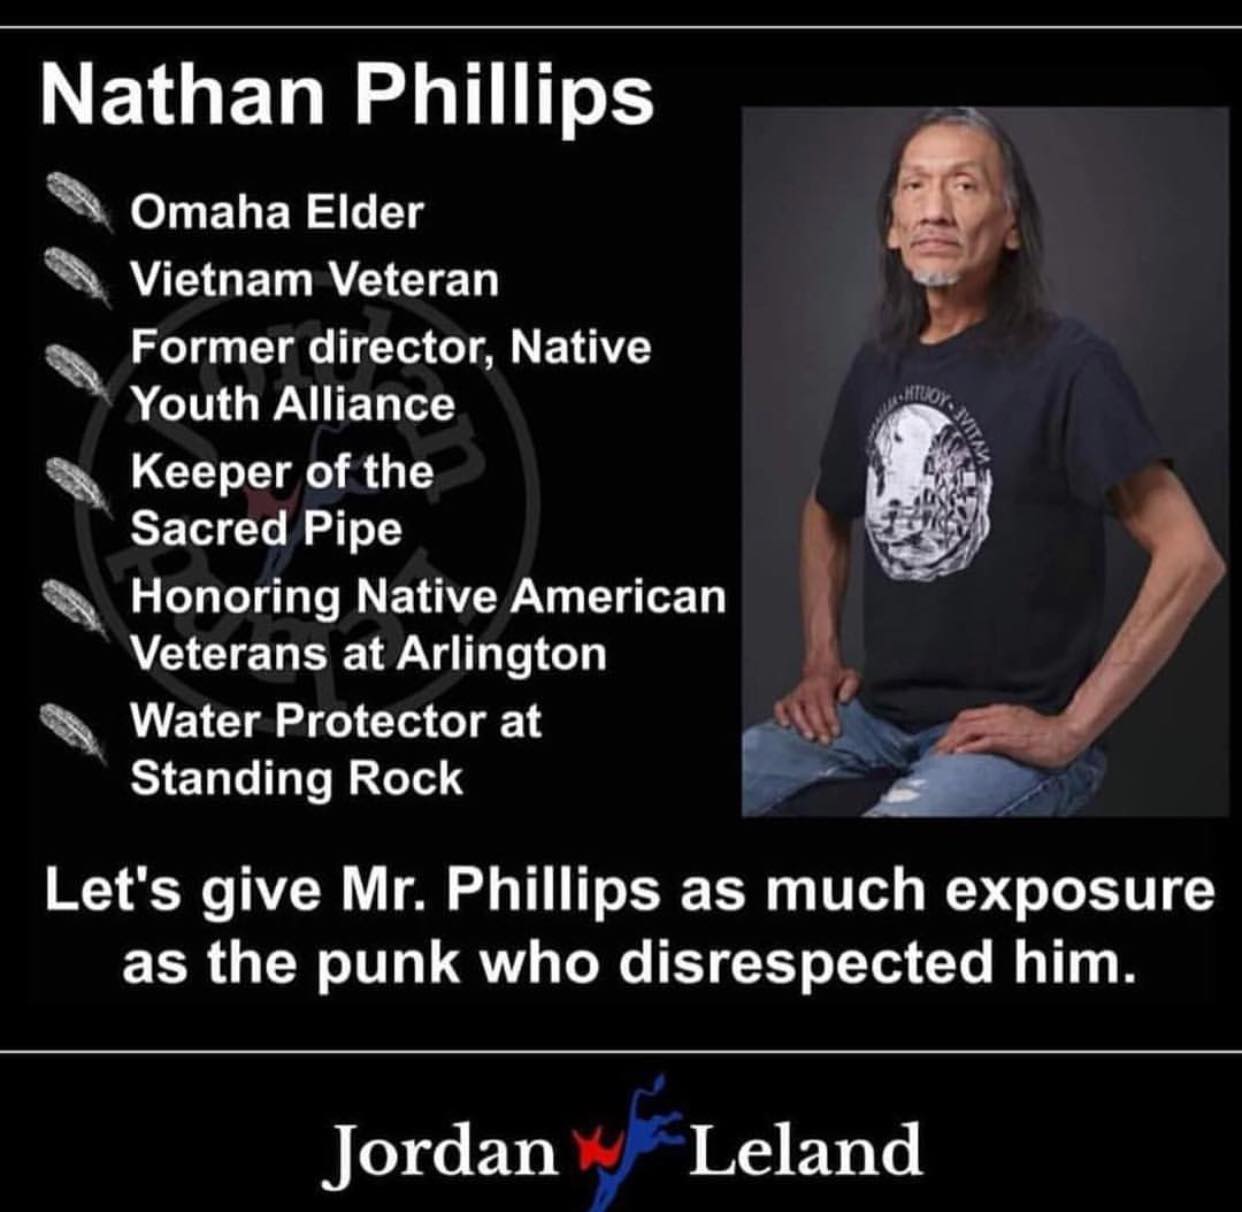 Nathan Phillips
Omaha Elder
Vietnam Veteran
Former director, Native
Youth Alliance
Keeper of the
Sacred Pipe
Honoring Native American
Veterans at Arlington
Water Protector at
Standing Rock
YOUTH • NATIVE
Let's give Mr. Phillips as much exposure
as the punk who disrespected him.
Jordan Leland